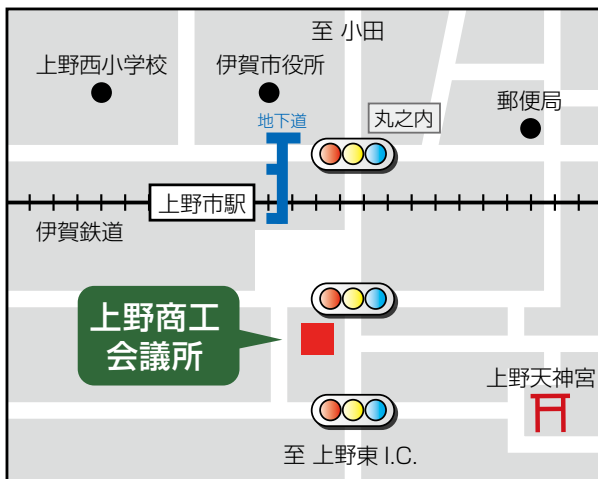 至 小田
上野西小学校
伊賀市役所
郵便局
地下道
丸之内
上野市駅
伊賀鉄道
上野商工
会議所
上野天神宮
至 上野東 I.C.